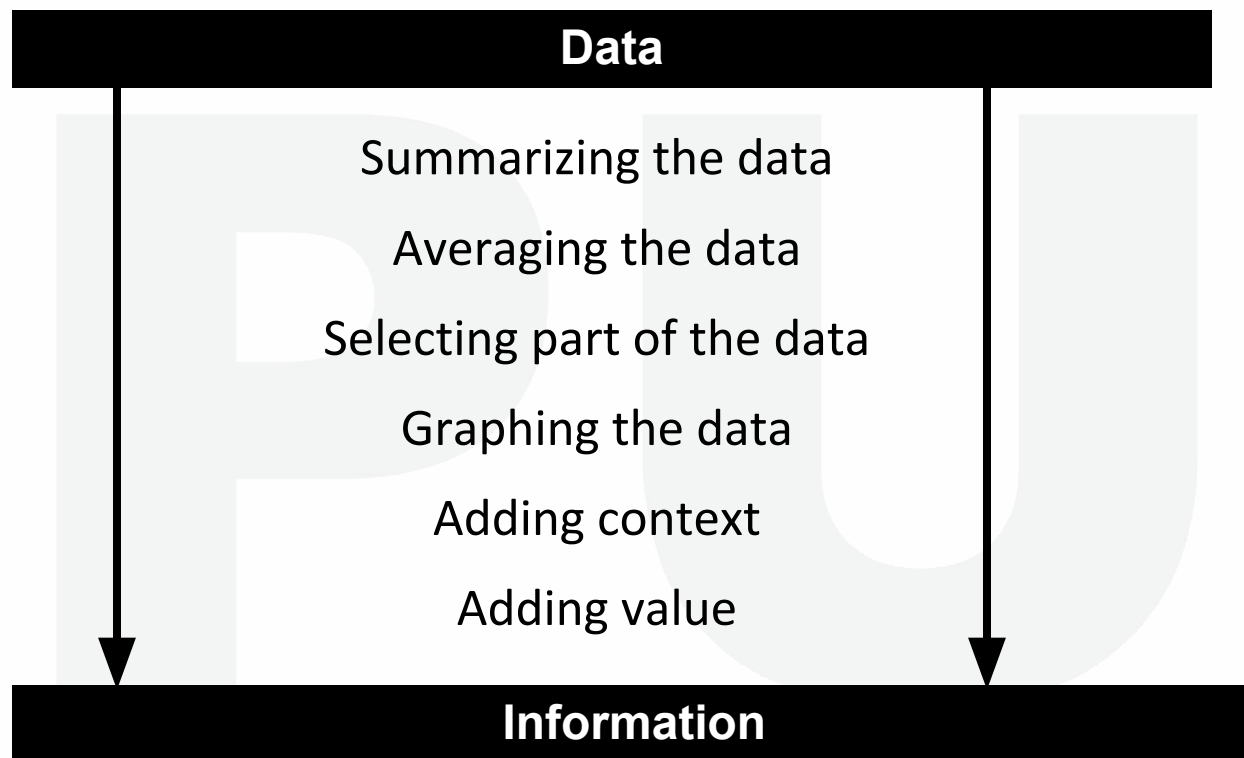 Data
Summarizing the data
Averaging the data
Selecting part of the data
Graphing the data
Adding context
Adding value
Information
PU